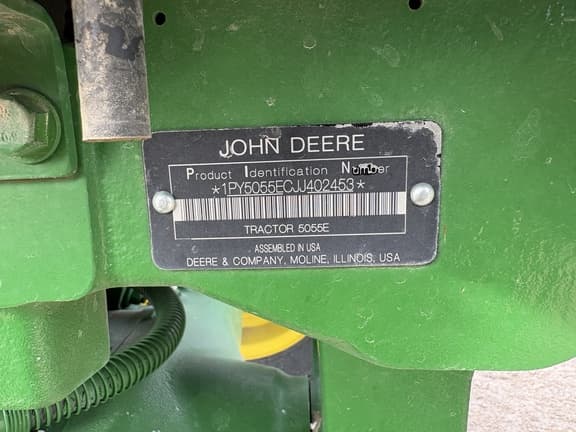 JOHN DEERE
Product Identification Number
*1PY5055ECJJ402453*
TRACTOR 5055E
ASSEMBLED IN USA
DEERE & COMPANY, MOLINE, ILLINOIS, USA